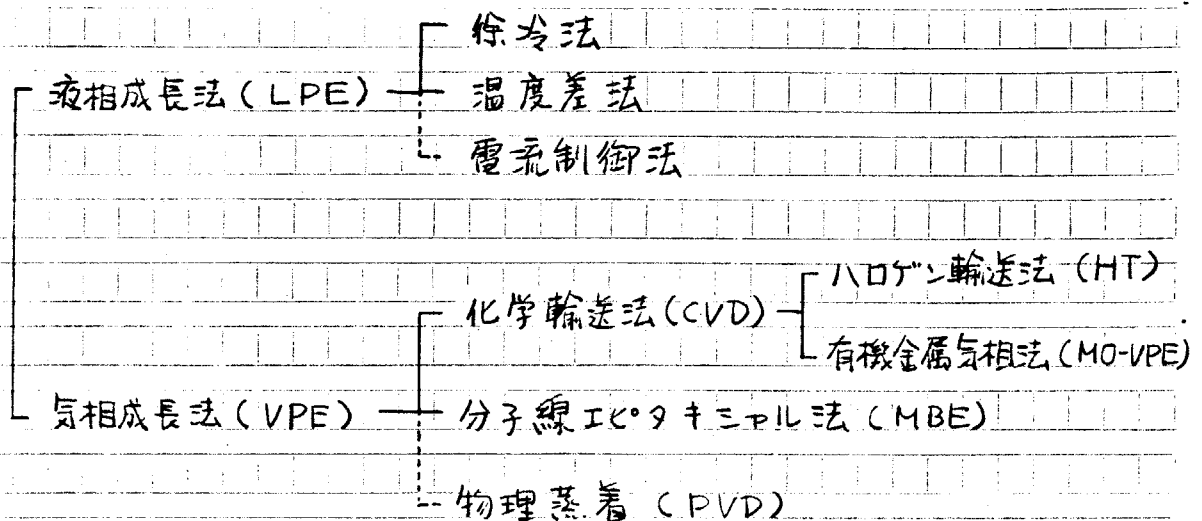 徐冷法
液相成長法(LPE)
温度差法
電流制御法
ハロゲン輸送法(HT)
化学輸送法(CVD)
有機金属気相法(MO-VPE)
気相成長法(VPE)
分子線エピタキシャル法(MBE)
物理蒸着(PVD)